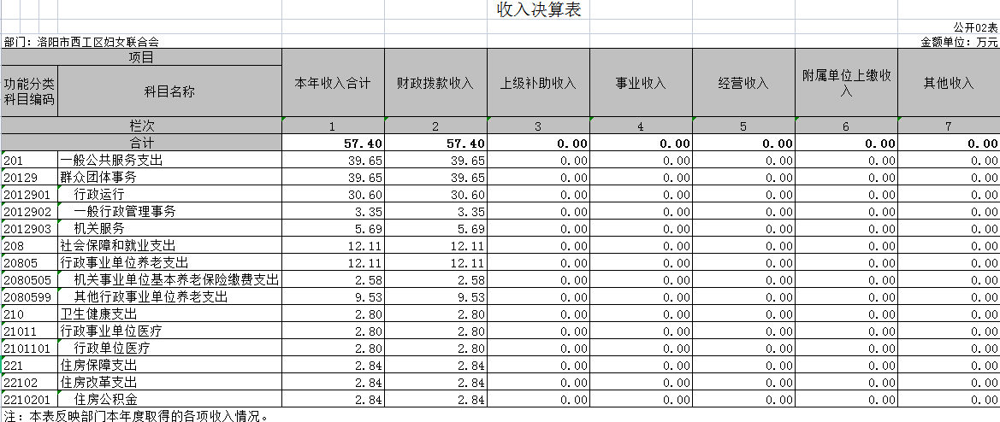 收入决算表
公开02表
部门：洛阳市西工区妇女联合会 金额单位：万元
项目
功能分类科目编码 科目名称 本年收入合计 财政拨款收入 上级补助收入 事业收入 经营收入 附属单位上缴收入 其他收入
栏次 1 2 3 4 5 6 7
合计 57.40 57.40 0.00 0.00 0.00 0.00 0.00
201 一般公共服务支出 39.65 39.65 0.00 0.00 0.00 0.00 0.00
20129 群众团体事务 39.65 39.65 0.00 0.00 0.00 0.00 0.00
2012901 行政运行 30.60 30.60 0.00 0.00 0.00 0.00 0.00
2012902 一般行政管理事务 3.35 3.35 0.00 0.00 0.00 0.00 0.00
2012903 机关服务 5.69 5.69 0.00 0.00 0.00 0.00 0.00
208 社会保障和就业支出 12.11 12.11 0.00 0.00 0.00 0.00 0.00
20805 行政事业单位养老支出 12.11 12.11 0.00 0.00 0.00 0.00 0.00
2080505 机关事业单位基本养老保险缴费支出 2.58 2.58 0.00 0.00 0.00 0.00 0.00
2080599 其他行政事业单位养老支出 9.53 9.53 0.00 0.00 0.00 0.00 0.00
210 卫生健康支出 2.80 2.80 0.00 0.00 0.00 0.00 0.00
21011 行政事业单位医疗 2.80 2.80 0.00 0.00 0.00 0.00 0.00
2101101 行政单位医疗 2.80 2.80 0.00 0.00 0.00 0.00 0.00
221 住房保障支出 2.84 2.84 0.00 0.00 0.00 0.00 0.00
22102 住房改革支出 2.84 2.84 0.00 0.00 0.00 0.00 0.00
2210201 住房公积金 2.84 2.84 0.00 0.00 0.00 0.00 0.00
注：本表反映部门本年度取得的各项收入情况。